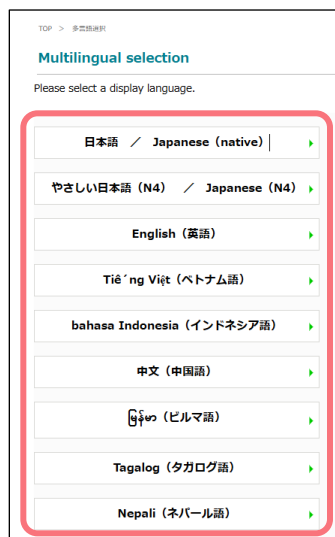 TOP > 多言語選択
Multilingual selection
Please select a display language.
日本語 ／ Japanese（native）
やさしい日本語（N4） ／ Japanese（N4）
English（英語）
Tiê´ng Việt（ベトナム語）
bahasa Indonesia（インドネシア語）
中文（中国語）
မြန်မာ（ビルマ語）
Tagalog（タガログ語）
Nepali（ネパール語）